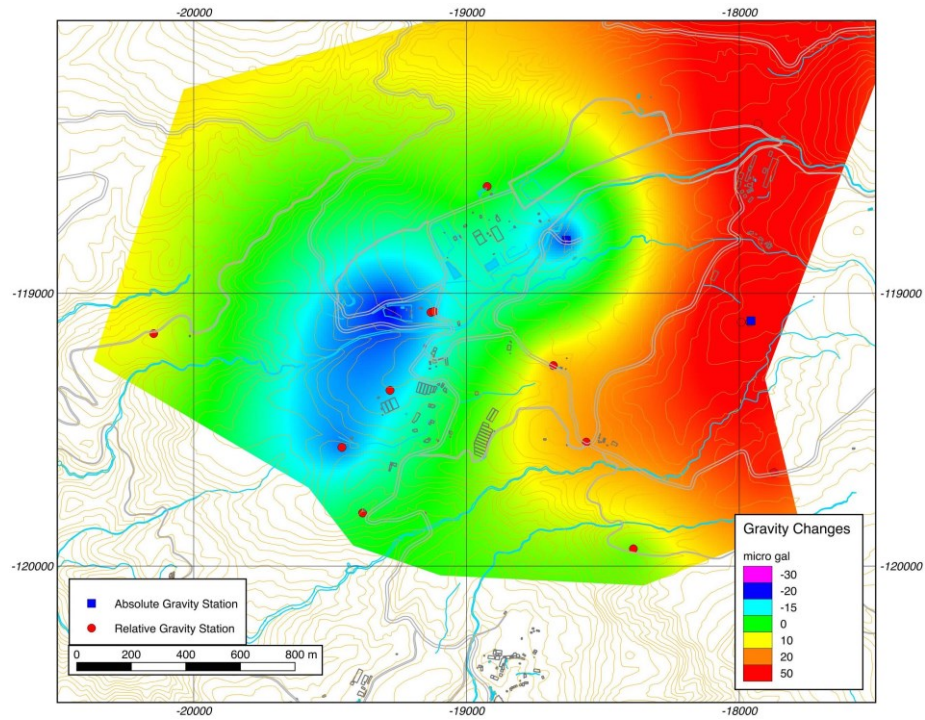 -20000 -19000 -18000
-119000 -119000
-120000 -120000
Absolute Gravity Station
Relative Gravity Station
0 200 400 600 800 m
Gravity Changes
micro gal
-30
-20
-15
0
10
20
50
-20000 -19000 -18000